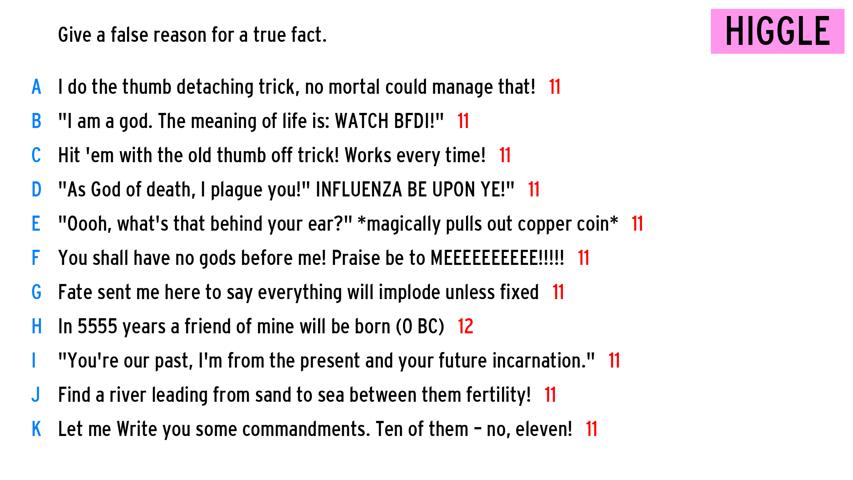 Give a false reason for a true fact.
HIGGLE
A I do the thumb detaching trick, no mortal could manage that! 11
B "I am a god. The meaning of life is: WATCH BFDI!" 11
C Hit 'em with the old thumb off trick! Works every time! 11
D "As God of death, I plague you!" INFLUENZA BE UPON YE!" 11
E "Oooh, what's that behind your ear?" *magically pulls out copper coin* 11
F You shall have no gods before me! Praise be to MEEEEEEEEEE!!!!! 11
G Fate sent me here to say everything will implode unless fixed 11
H In 5555 years a friend of mine will be born (0 BC) 12
I "You're our past, I'm from the present and your future incarnation." 11
J Find a river leading from sand to sea between them fertility! 11
K Let me Write you some commandments. Ten of them – no, eleven! 11